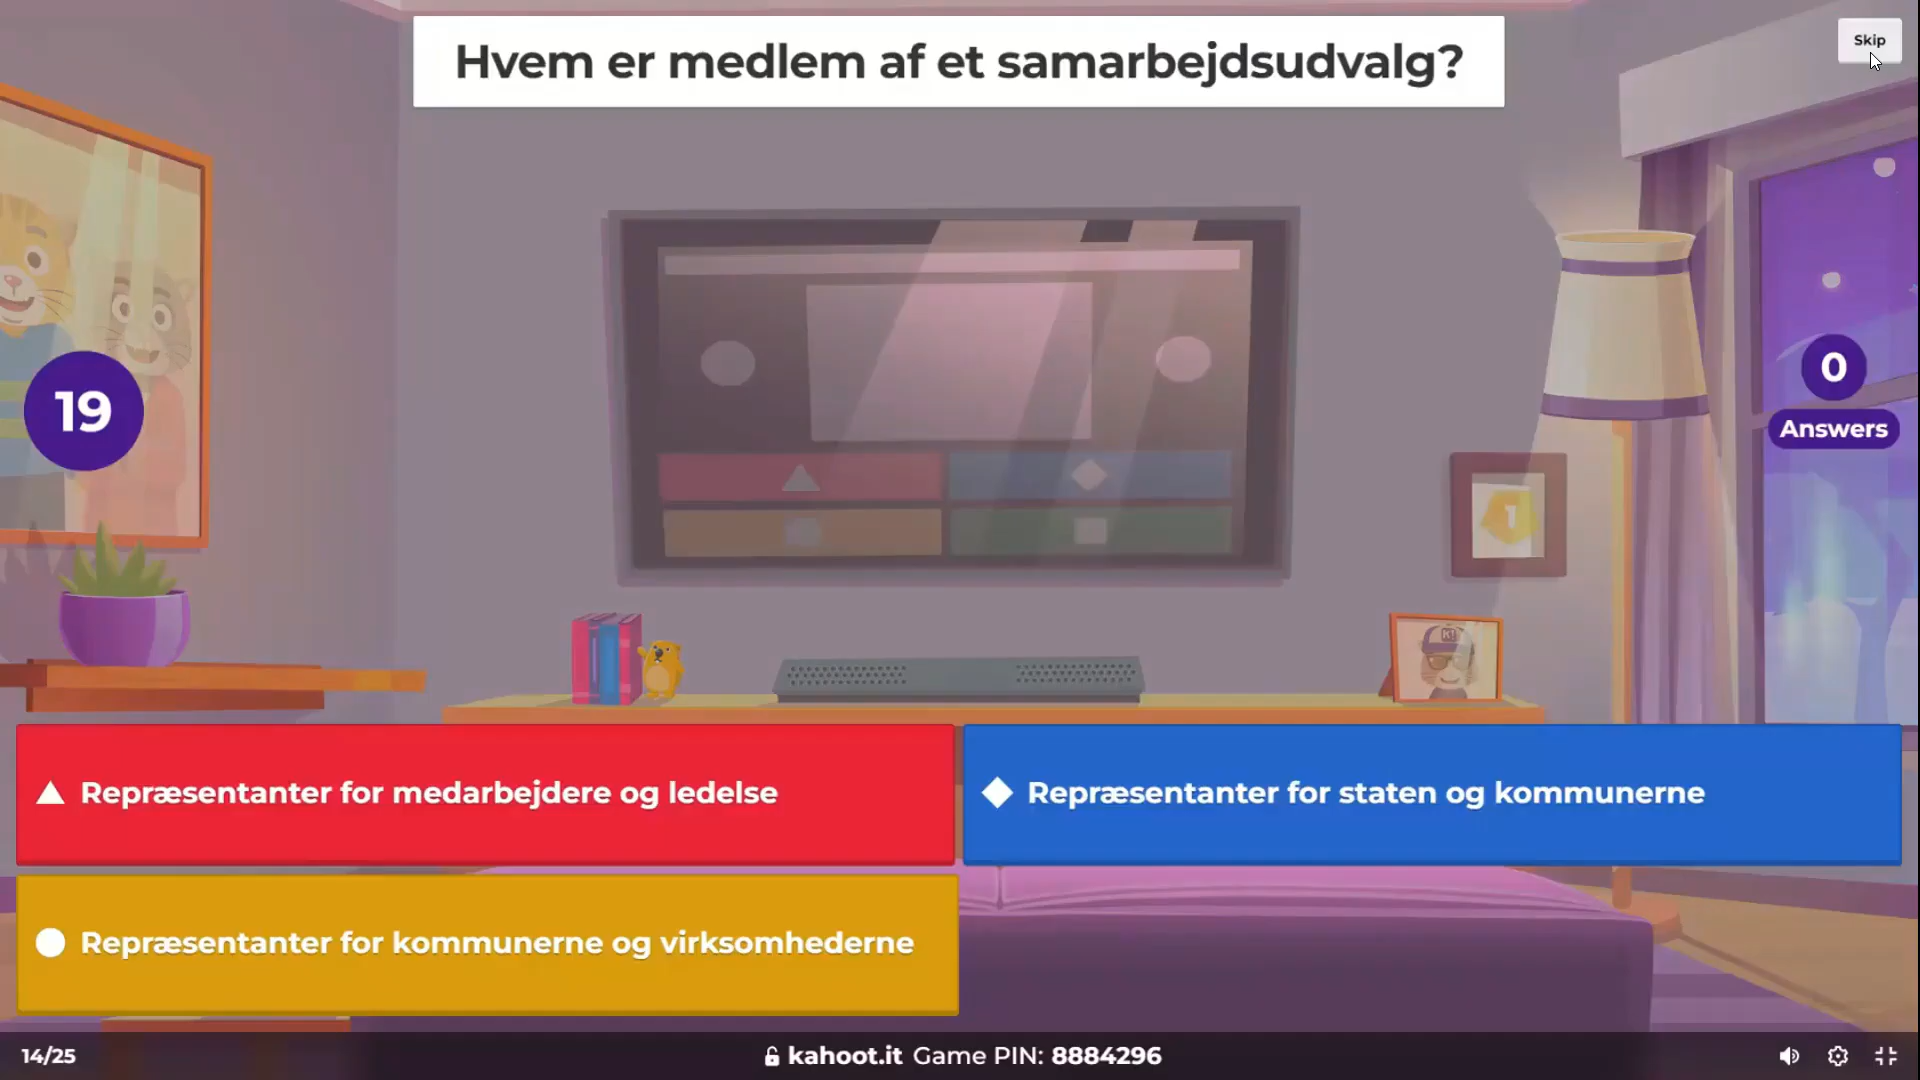 Hvem er medlem af et samarbejdsudvalg?
Skip
19
0
Answers
1
K!
Repræsentanter for medarbejdere og ledelse
Repræsentanter for staten og kommunerne
Repræsentanter for kommunerne og virksomhederne
14/25
kahoot.it Game PIN: 8884296